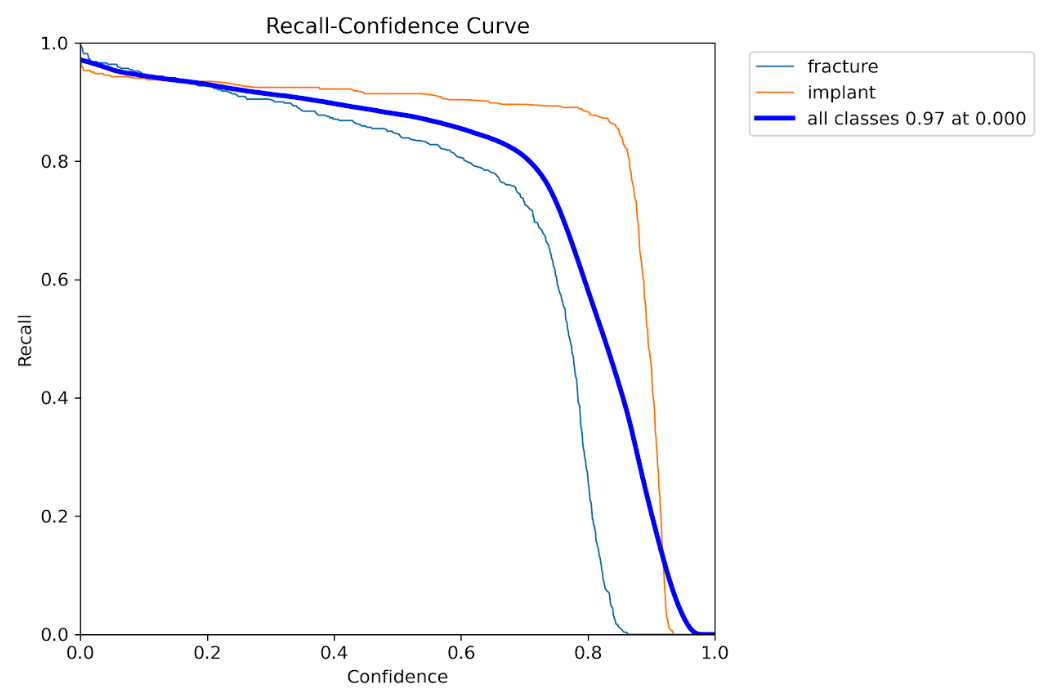 Recall-Confidence Curve
1.0
0.8
0.6
0.4
0.2
0.0
Recall
0.0 0.2 0.4 0.6 0.8 1.0
Confidence
fracture
implant
all classes 0.97 at 0.000